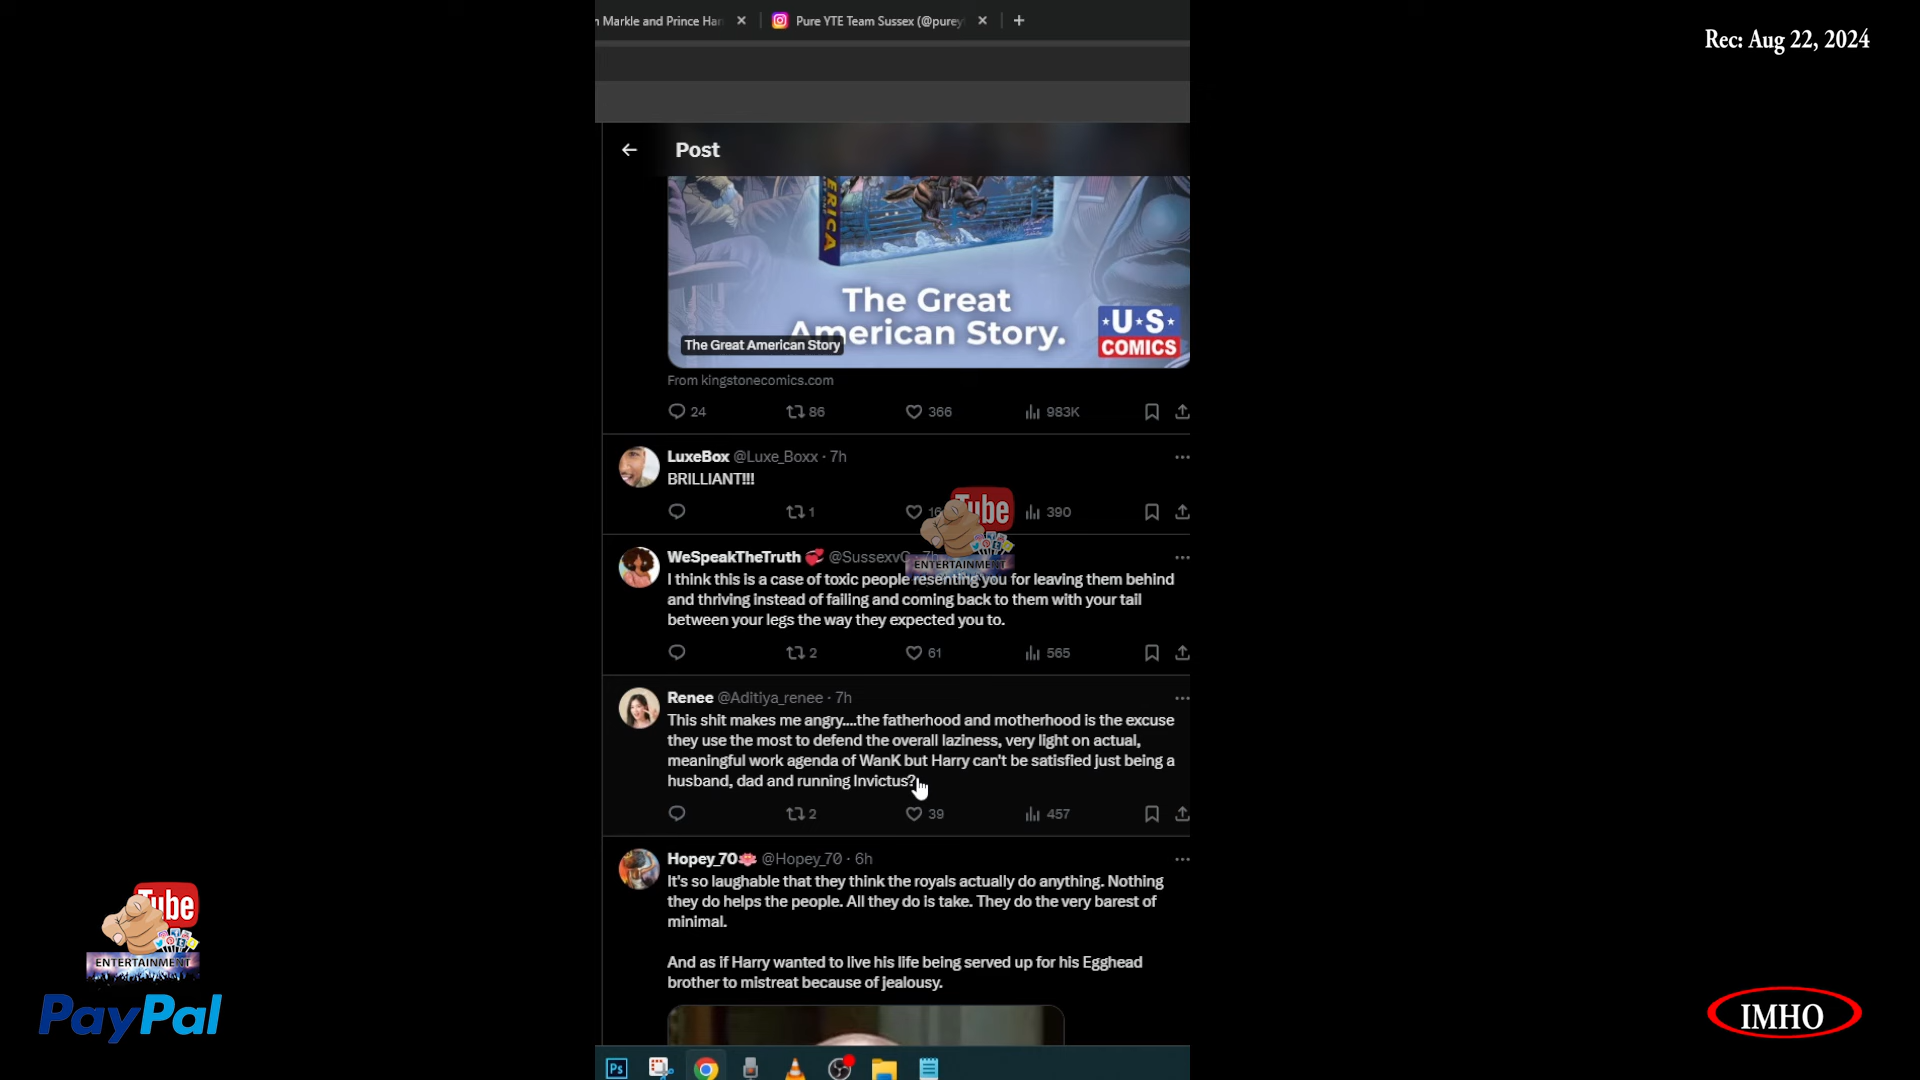 n Markle and Prince Har
Pure YTE Team Sussex (@purey
Rec: Aug 22, 2024
Post
ERICA
The Great
American Story.
The Great American Story
U.S
COMICS
From kingstonecomics.com
24 86 366 983K
LuxeBox @Luxe_Boxx · 7h
BRILLIANT!!!
1 16 390
Tube
ENTERTAINMENT
WeSpeakTheTruth @SussexvC · 7h
I think this is a case of toxic people resenting you for leaving them behind
and thriving instead of failing and coming back to them with your tail
between your legs the way they expected you to.
2 61 565
Renee @Aditiya_renee · 7h
This shit makes me angry....the fatherhood and motherhood is the excuse
they use the most to defend the overall laziness, very light on actual,
meaningful work agenda of WanK but Harry can't be satisfied just being a
husband, dad and running Invictus?
2 39 457
Hopey_70 @Hopey_70 · 6h
It's so laughable that they think the royals actually do anything. Nothing
they do helps the people. All they do is take. They do the very barest of
minimal.
And as if Harry wanted to live his life being served up for his Egghead
brother to mistreat because of jealousy.
Tube
ENTERTAINMENT
PayPal
IMHO
Ps